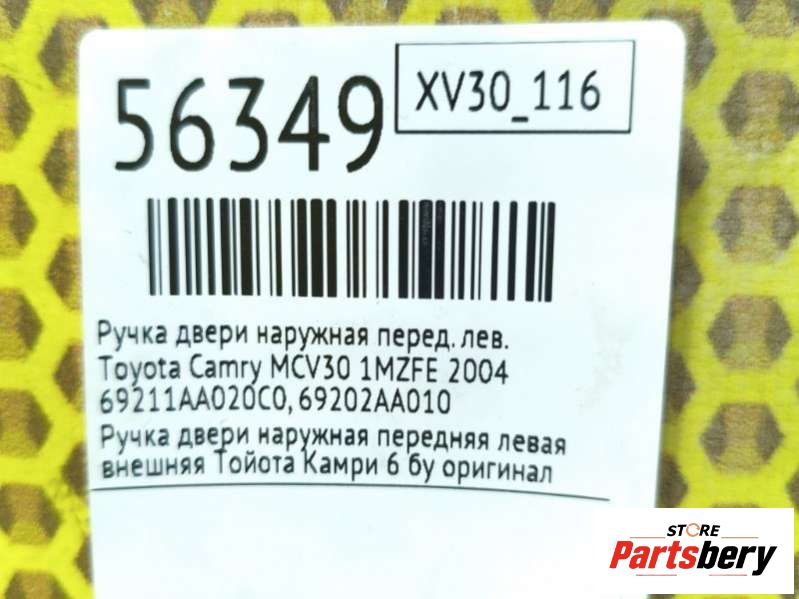 56349
XV30_116
Ручка двери наружная перед. лев.
Toyota Camry MCV30 1MZFE 2004
69211AA020C0, 69202AA010
Ручка двери наружная передняя левая
внешняя Тойота Камри 6 бу оригинал
STORE
Partsbery